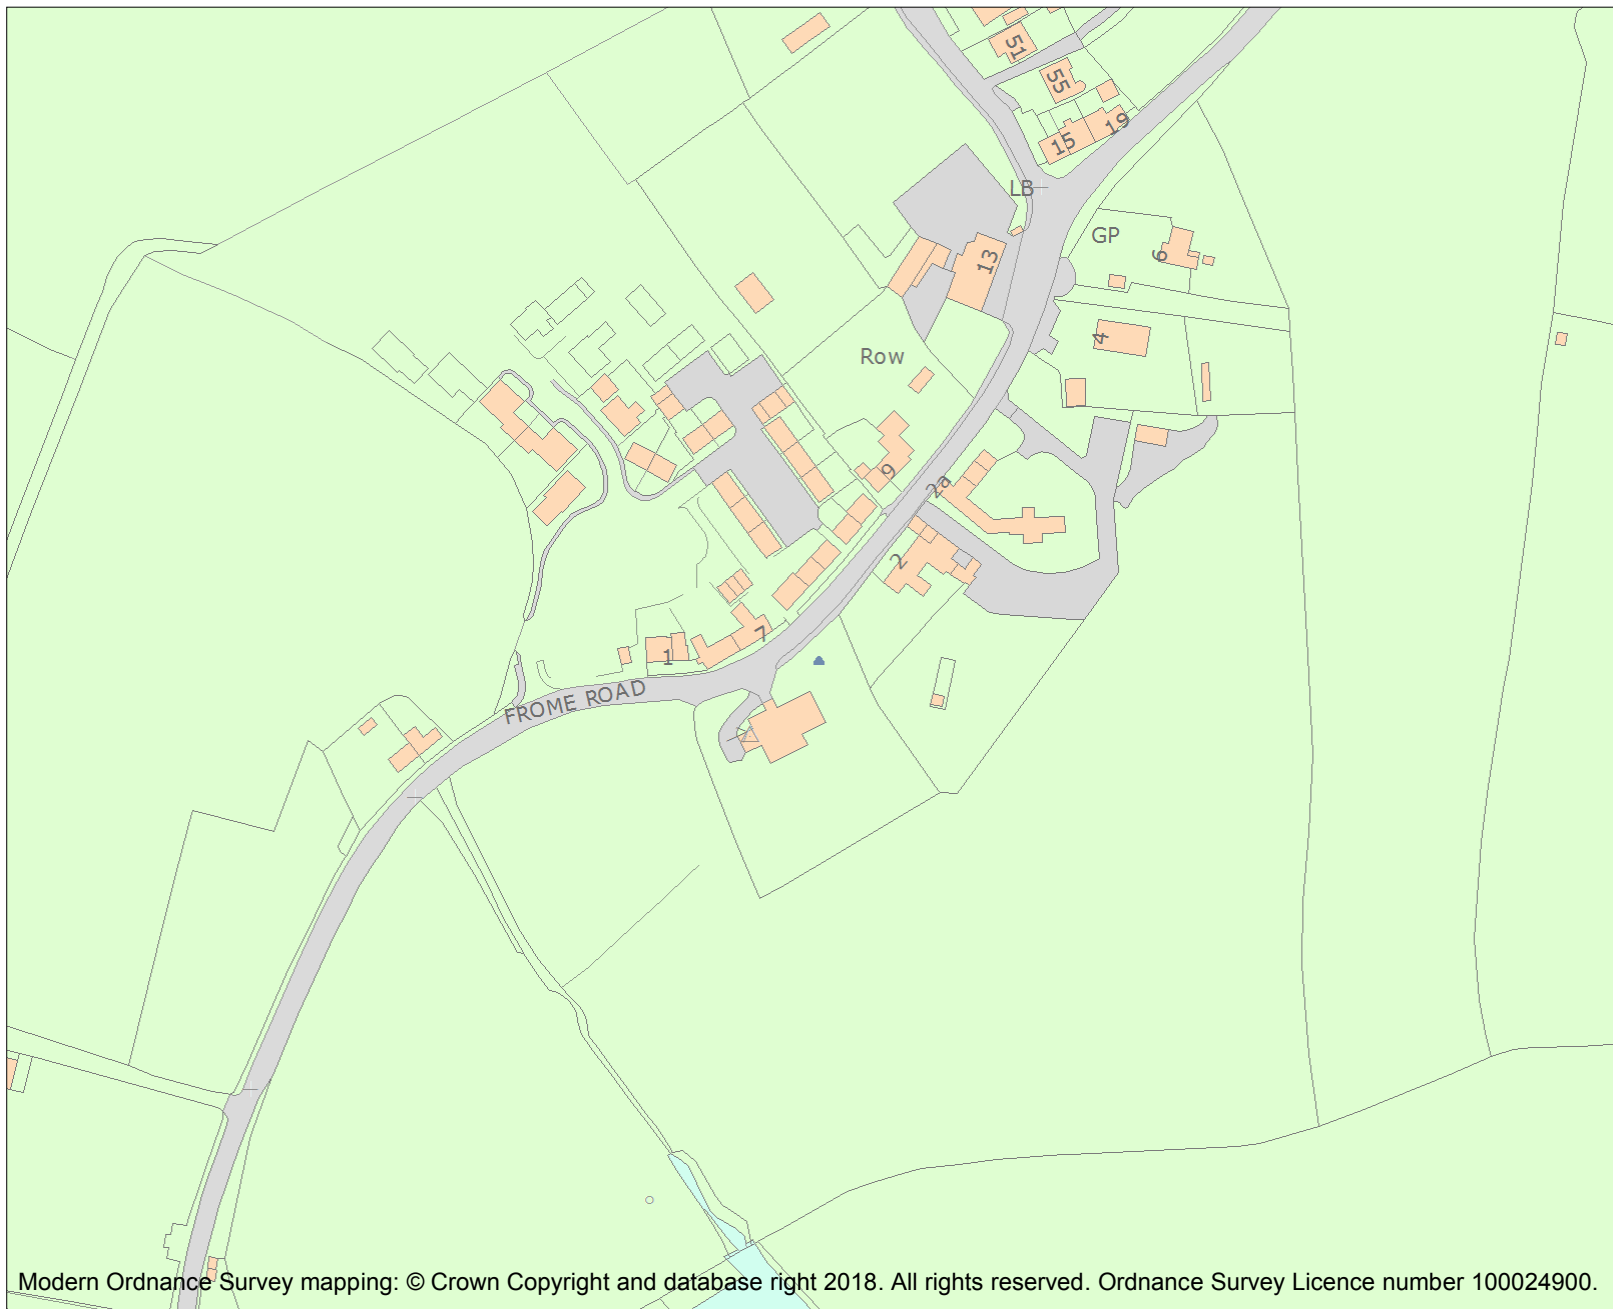 51
55
19
15
LB
GP
6
13
4
Row
9
2a
2
7
1
FROME ROAD
Modern Ordnance Survey mapping: © Crown Copyright and database right 2018. All rights reserved. Ordnance Survey Licence number 100024900.